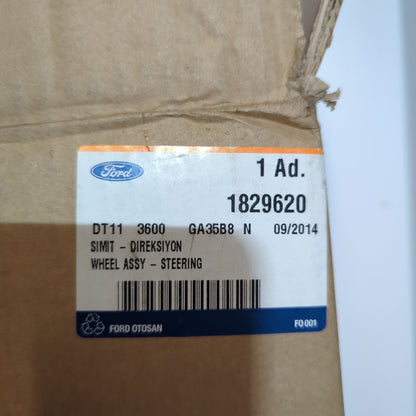 Ford
1 Ad.
1829620
DT11 3600 GA35B8 N 09/2014
SIMIT - DIREKSIYON
WHEEL ASSY - STEERING
FORD OTOSAN
FO 001